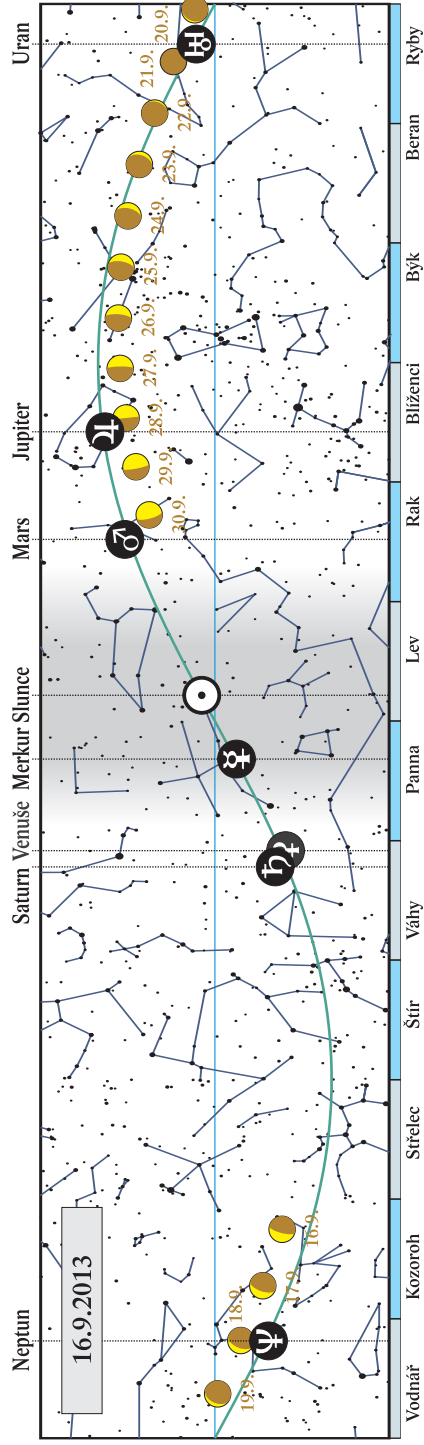 Neptun Saturn Venuše Merkur Slunce Mars Jupiter Uran
16.9.2013
19.9. 18.9. 17.9. 16.9. 30.9. 29.9. 28.9. 27.9. 26.9. 25.9. 24.9. 23.9. 22.9. 21.9. 20.9.
Vodnář Kozoroh Střelec Štír Váhy Panna Lev Rak Blíženci Býk Beran Ryby